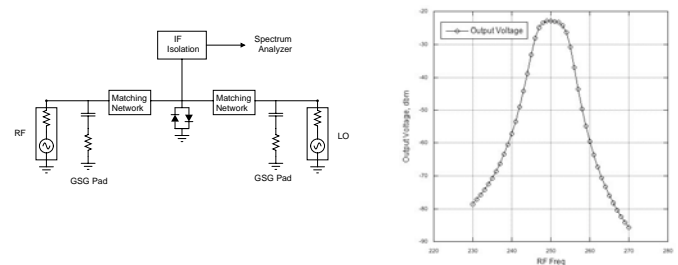 IF
Isolation
Spectrum
Analyzer
Matching
Network
Matching
Network
RF
LO
GSG Pad
GSG Pad
Output Voltage
Output Voltage, dbm
-20
-30
-40
-50
-60
-70
-80
-90
220
230
240
250
260
270
280
RF Freq